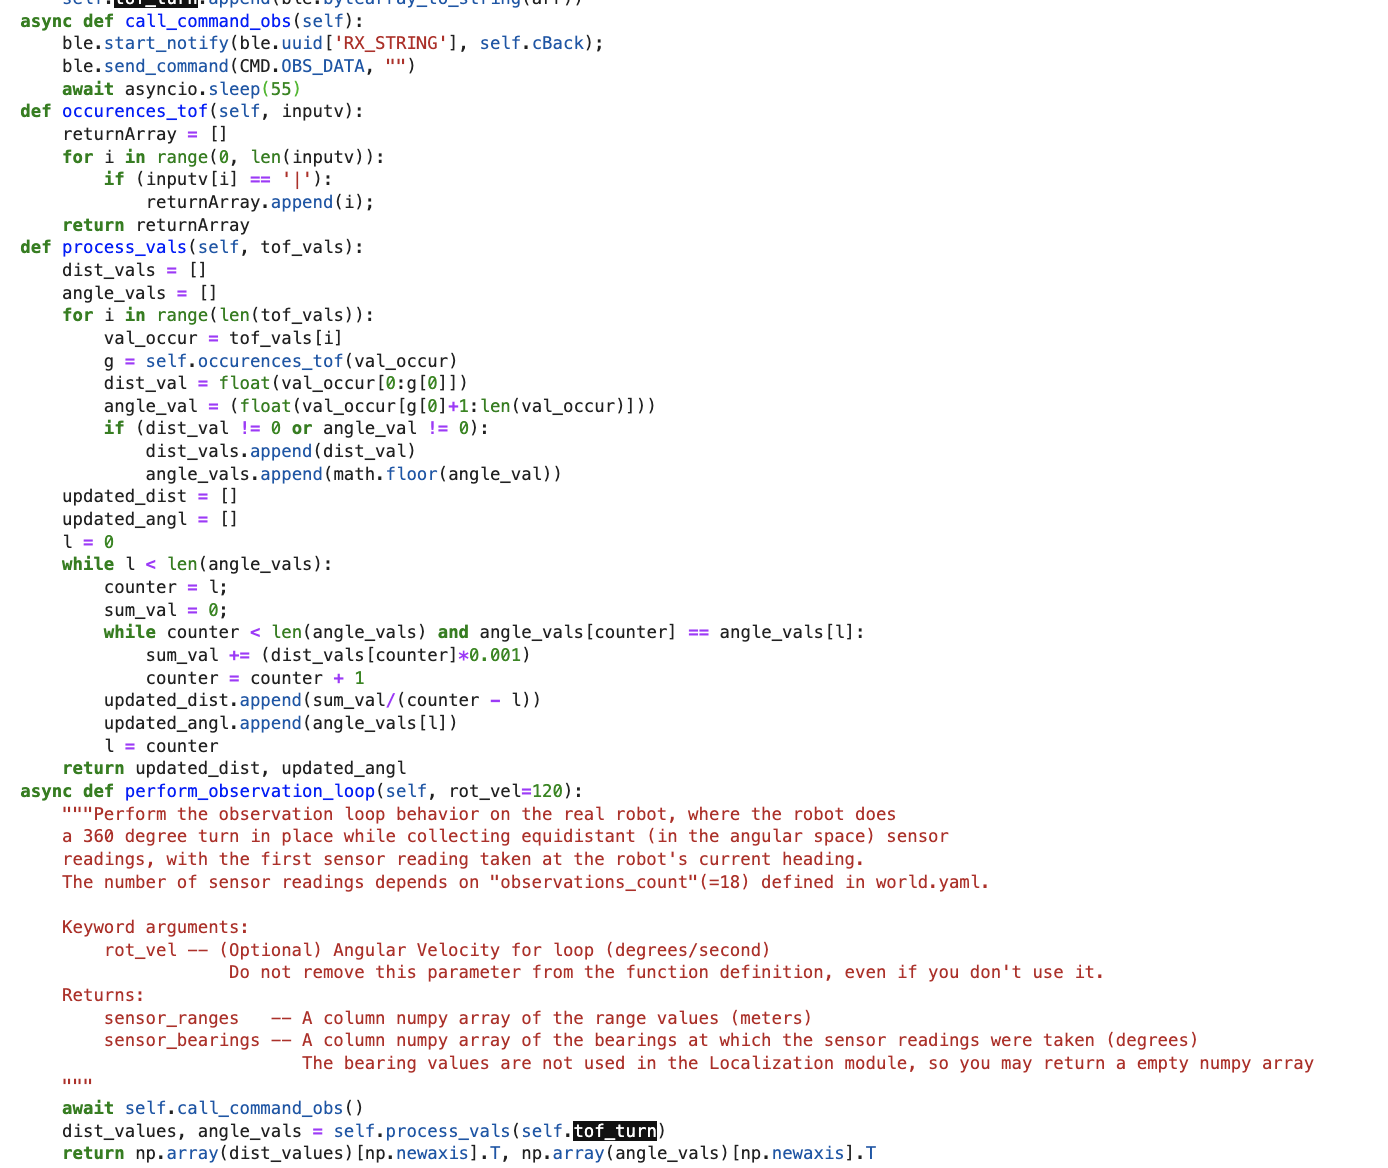 self.tof_turn.append(ble.bytearray_to_string(arr))
async def call_command_obs(self):
    ble.start_notify(ble.uuid['RX_STRING'], self.cBack);
    ble.send_command(CMD.OBS_DATA, "")
    await asyncio.sleep(55)
def occurences_tof(self, inputv):
    returnArray = []
    for i in range(0, len(inputv)):
        if (inputv[i] == '|'):
            returnArray.append(i);
    return returnArray
def process_vals(self, tof_vals):
    dist_vals = []
    angle_vals = []
    for i in range(len(tof_vals)):
        val_occur = tof_vals[i]
        g = self.occurences_tof(val_occur)
        dist_val = float(val_occur[0:g[0]])
        angle_val = (float(val_occur[g[0]+1:len(val_occur)]))
        if (dist_val != 0 or angle_val != 0):
            dist_vals.append(dist_val)
            angle_vals.append(math.floor(angle_val))
    updated_dist = []
    updated_angl = []
    l = 0
    while l < len(angle_vals):
        counter = l;
        sum_val = 0;
        while counter < len(angle_vals) and angle_vals[counter] == angle_vals[l]:
            sum_val += (dist_vals[counter]*0.001)
            counter = counter + 1
        updated_dist.append(sum_val/(counter - l))
        updated_angl.append(angle_vals[l])
        l = counter
    return updated_dist, updated_angl
async def perform_observation_loop(self, rot_vel=120):
    """Perform the observation loop behavior on the real robot, where the robot does
    a 360 degree turn in place while collecting equidistant (in the angular space) sensor
    readings, with the first sensor reading taken at the robot's current heading.
    The number of sensor readings depends on "observations_count"(=18) defined in world.yaml.

    Keyword arguments:
        rot_vel -- (Optional) Angular Velocity for loop (degrees/second)
                    Do not remove this parameter from the function definition, even if you don't use it.
    Returns:
        sensor_ranges   -- A column numpy array of the range values (meters)
        sensor_bearings -- A column numpy array of the bearings at which the sensor readings were taken (degrees)
                           The bearing values are not used in the Localization module, so you may return a empty numpy array
    """
    await self.call_command_obs()
    dist_values, angle_vals = self.process_vals(self.tof_turn)
    return np.array(dist_values)[np.newaxis].T, np.array(angle_vals)[np.newaxis].T